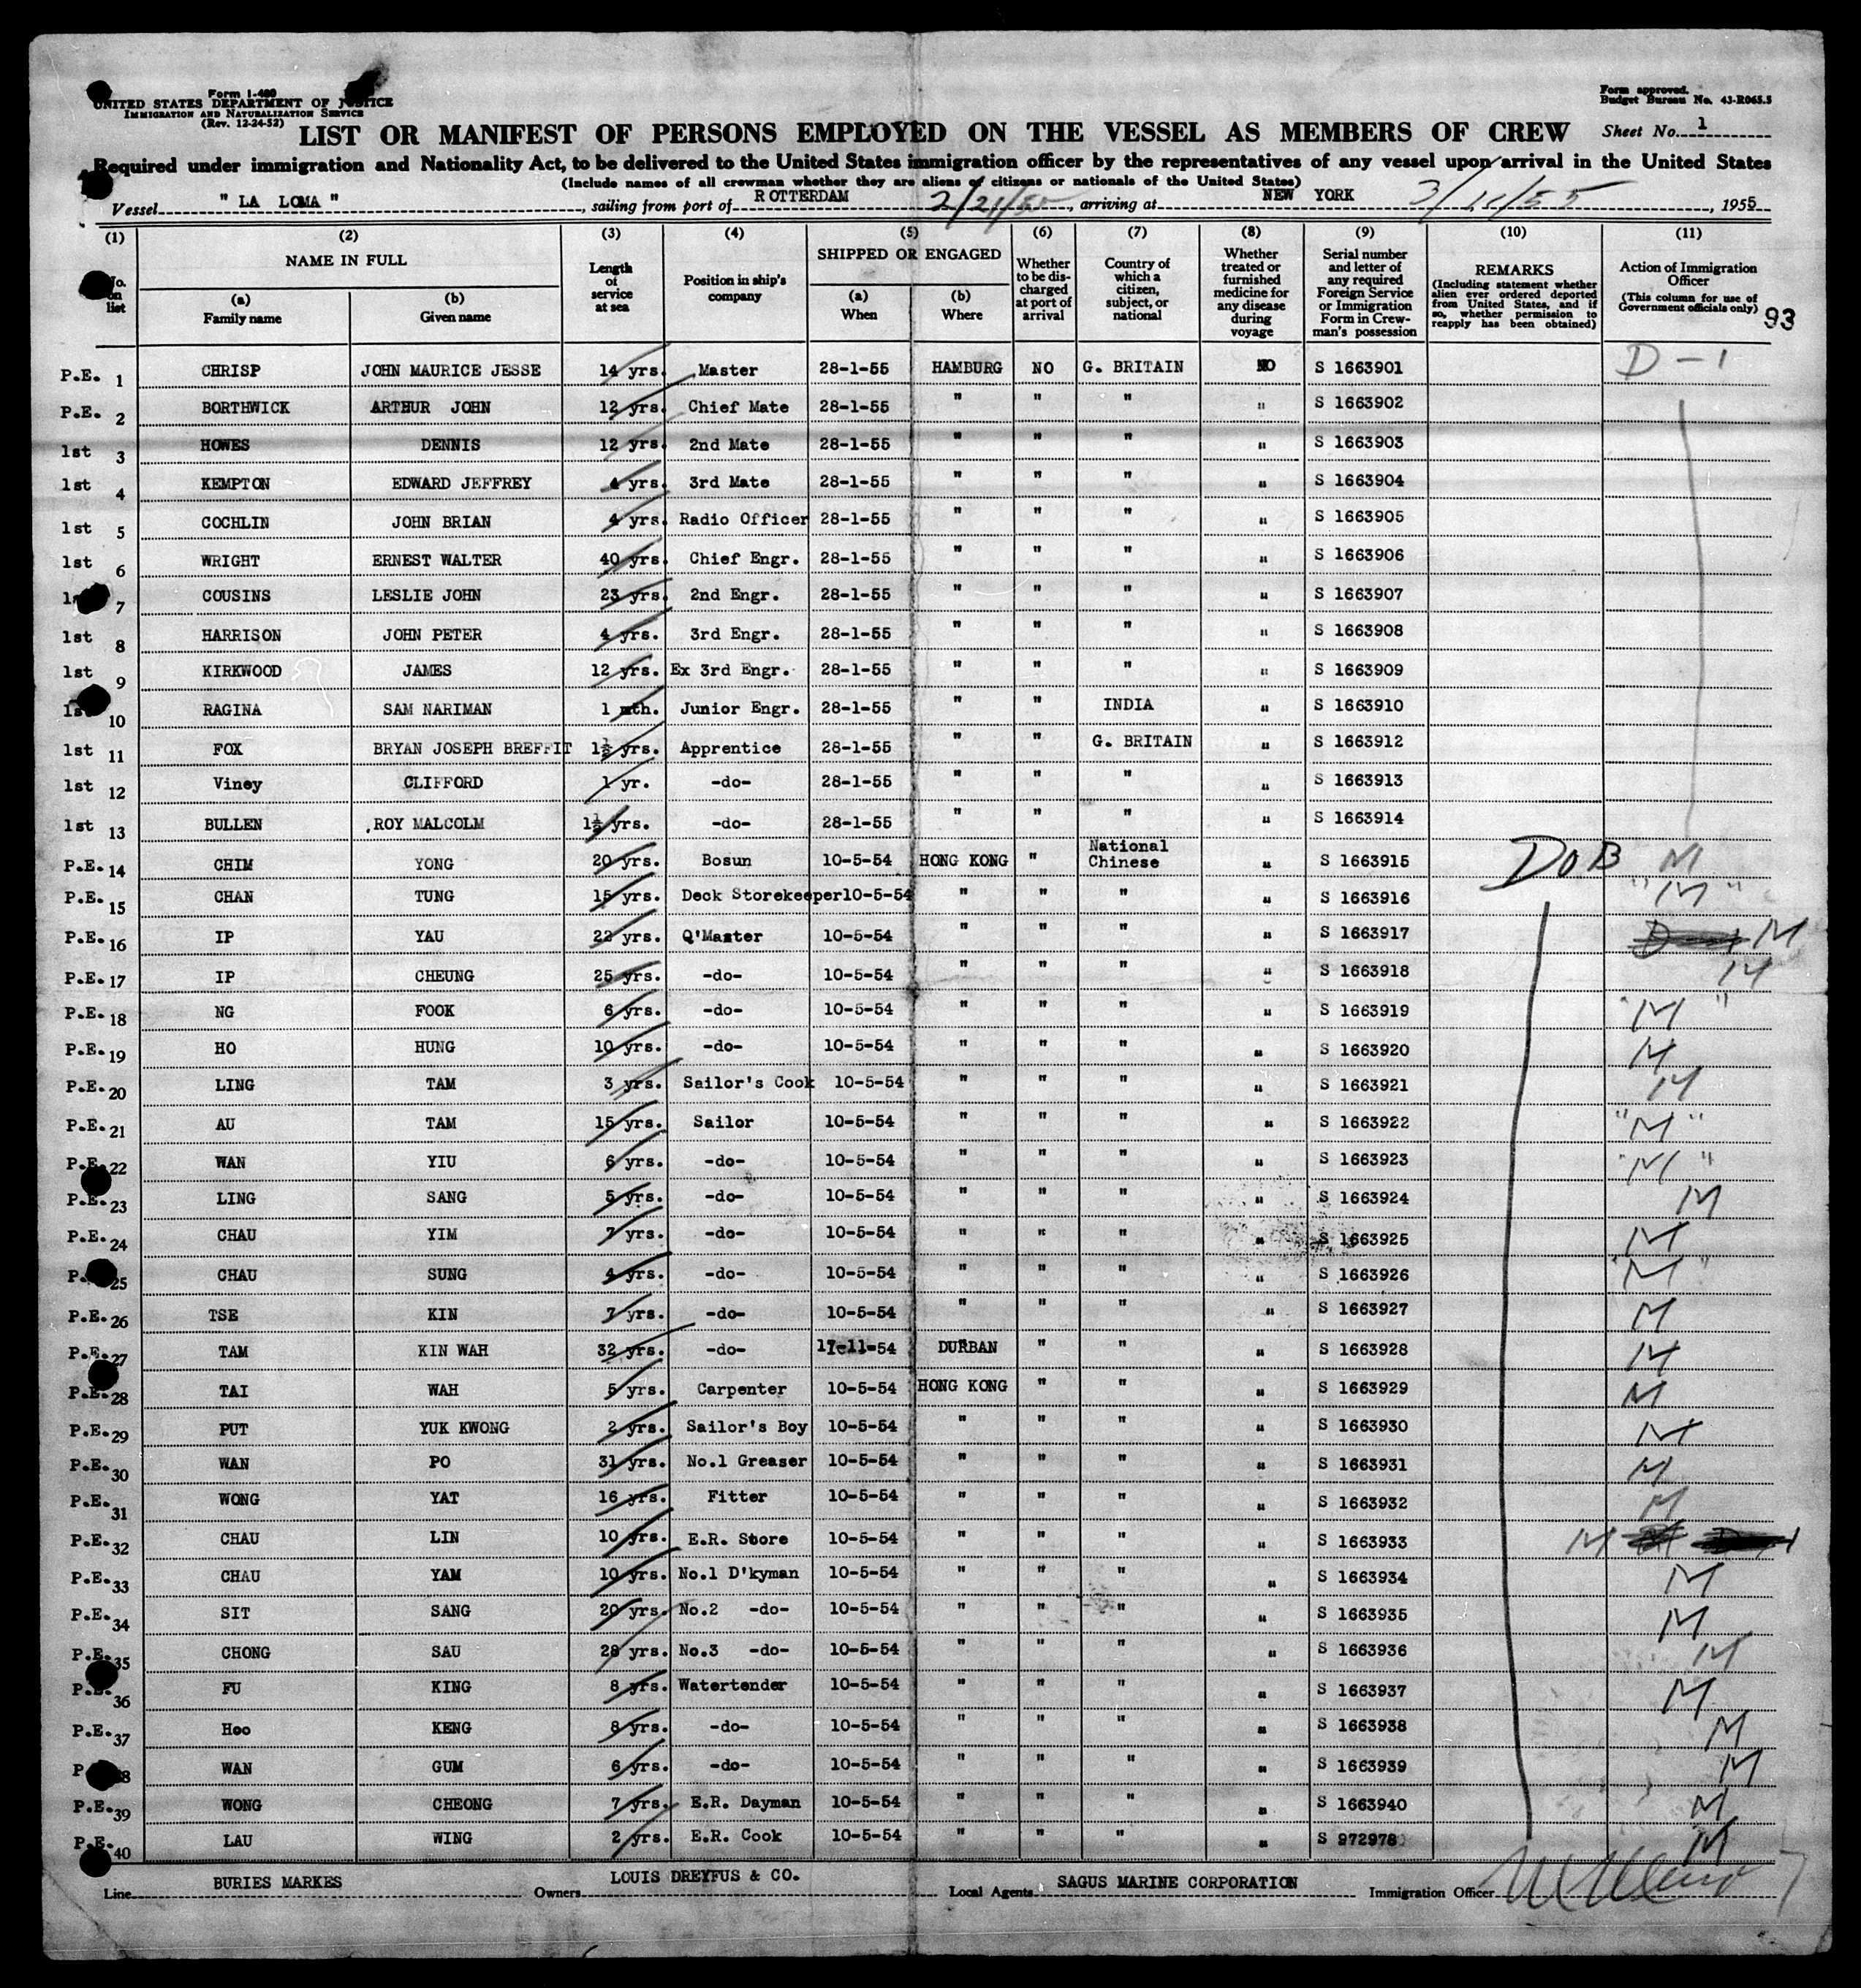 Form I-480
UNITED STATES DEPARTMENT OF JUSTICE
IMMIGRATION AND NATURALIZATION SERVICE
(Rev. 12-24-52)
Form approved.
Budget Bureau No. 43-R065.5
LIST OR MANIFEST OF PERSONS EMPLOYED ON THE VESSEL AS MEMBERS OF CREW
Sheet No. 1
Required under immigration and Nationality Act, to be delivered to the United States immigration officer by the representatives of any vessel upon arrival in the United States
(Include names of all crewman whether they are aliens or citizens or nationals of the United States)
Vessel " LA LOMA ", sailing from port of ROTTERDAM, arriving at NEW YORK 3/11/55, 1955
(1) (2) (3) (4) (5) (6) (7) (8) (9) (10) (11)
No. on list
NAME IN FULL
(a) Family name
(b) Given name
Length of service at sea
Position in ship's company
SHIPPED OR ENGAGED
(a) When
(b) Where
Whether to be discharged at port of arrival
Country of which a citizen, subject, or national
Whether treated or furnished medicine for any disease during voyage
Serial number and letter of any required Foreign Service or Immigration Form in Crewman's possession
REMARKS
(Including statement whether alien ever ordered deported from United States, and if so, whether permission to reapply has been obtained)
Action of Immigration Officer
(This column for use of Government officials only)
93
P.E. 1 CHRISP JOHN MAURICE JESSE 14 yrs. Master 28-1-55 HAMBURG NO G. BRITAIN NO S 1663901 D-1
P.E. 2 BORTHWICK ARTHUR JOHN 12 yrs. Chief Mate 28-1-55 " " " " S 1663902
1st 3 HOWES DENNIS 12 yrs. 2nd Mate 28-1-55 " " " " S 1663903
1st 4 KEMPTON EDWARD JEFFREY 4 yrs. 3rd Mate 28-1-55 " " " " S 1663904
1st 5 COCHLIN JOHN BRIAN 4 yrs. Radio Officer 28-1-55 " " " " S 1663905
1st 6 WRIGHT ERNEST WALTER 40 yrs. Chief Engr. 28-1-55 " " " " S 1663906
7 COUSINS LESLIE JOHN 23 yrs. 2nd Engr. 28-1-55 " " " " S 1663907
1st 8 HARRISON JOHN PETER 4 yrs. 3rd Engr. 28-1-55 " " " " S 1663908
1st 9 KIRKWOOD JAMES 12 yrs. Ex 3rd Engr. 28-1-55 " " " " S 1663909
1st 10 RAGINA SAM NARIMAN 1 mth. Junior Engr. 28-1-55 " " INDIA " S 1663910
1st 11 FOX BRYAN JOSEPH BREFFIT 1½ yrs. Apprentice 28-1-55 " " G. BRITAIN " S 1663912
1st 12 Viney CLIFFORD 1 yr. -do- 28-1-55 " " " " S 1663913
1st 13 BULLEN ROY MALCOLM 1½ yrs. -do- 28-1-55 " " " " S 1663914
P.E. 14 CHIM YONG 20 yrs. Bosun 10-5-54 HONG KONG " National Chinese " S 1663915 DOB M
P.E. 15 CHAN TUNG 15 yrs. Deck Storekeeper 10-5-54 " " " " S 1663916 " M "
P.E. 16 IP YAU 22 yrs. Q'Master 10-5-54 " " " " S 1663917 M
P.E. 17 IP CHEUNG 25 yrs. -do- 10-5-54 " " " " S 1663918 M
P.E. 18 NG FOOK 6 yrs. -do- 10-5-54 " " " " S 1663919 " M "
P.E. 19 HO HUNG 10 yrs. -do- 10-5-54 " " " " S 1663920 M
P.E. 20 LING TAM 3 yrs. Sailor's Cook 10-5-54 " " " " S 1663921 M
P.E. 21 AU TAM 15 yrs. Sailor 10-5-54 " " " " S 1663922 " M "
P.E. 22 WAN YIU 6 yrs. -do- 10-5-54 " " " " S 1663923 " M "
P.E. 23 LING SANG 5 yrs. -do- 10-5-54 " " " " S 1663924 M
P.E. 24 CHAU YIM 7 yrs. -do- 10-5-54 " " " " S 1663925 M
25 CHAU SUNG 4 yrs. -do- 10-5-54 " " " " S 1663926 " M "
P.E. 26 TSE KIN 7 yrs. -do- 10-5-54 " " " " S 1663927 M
P.E. 27 TAM KIN WAH 32 yrs. -do- 17-11-54 DURBAN " " " S 1663928 M
P.E. 28 TAI WAH 5 yrs. Carpenter 10-5-54 HONG KONG " " " S 1663929 M
P.E. 29 PUT YUK KWONG 2 yrs. Sailor's Boy 10-5-54 " " " " S 1663930 M
P.E. 30 WAN PO 31 yrs. No.1 Greaser 10-5-54 " " " " S 1663931 M
P.E. 31 WONG YAT 16 yrs. Fitter 10-5-54 " " " " S 1663932 M
P.E. 32 CHAU LIN 10 yrs. E.R. Store 10-5-54 " " " " S 1663933 M
P.E. 33 CHAU YAM 10 yrs. No.1 D'kyman 10-5-54 " " " " S 1663934 M
P.E. 34 SIT SANG 20 yrs. No.2 -do- 10-5-54 " " " " S 1663935 M
P.E. 35 CHONG SAU 28 yrs. No.3 -do- 10-5-54 " " " " S 1663936 M
P.E. 36 FU KING 8 yrs. Watertender 10-5-54 " " " " S 1663937 M
P.E. 37 Hoo KENG 8 yrs. -do- 10-5-54 " " " " S 1663938 M
38 WAN GUM 6 yrs. -do- 10-5-54 " " " " S 1663939 M
P.E. 39 WONG CHEONG 7 yrs. E.R. Dayman 10-5-54 " " " " S 1663940 M
P.E. 40 LAU WING 2 yrs. E.R. Cook 10-5-54 " " " " S 972978 M
Line BURIES MARKES Owners LOUIS DREYFUS & CO. Local Agents SAGUS MARINE CORPORATION Immigration Officer